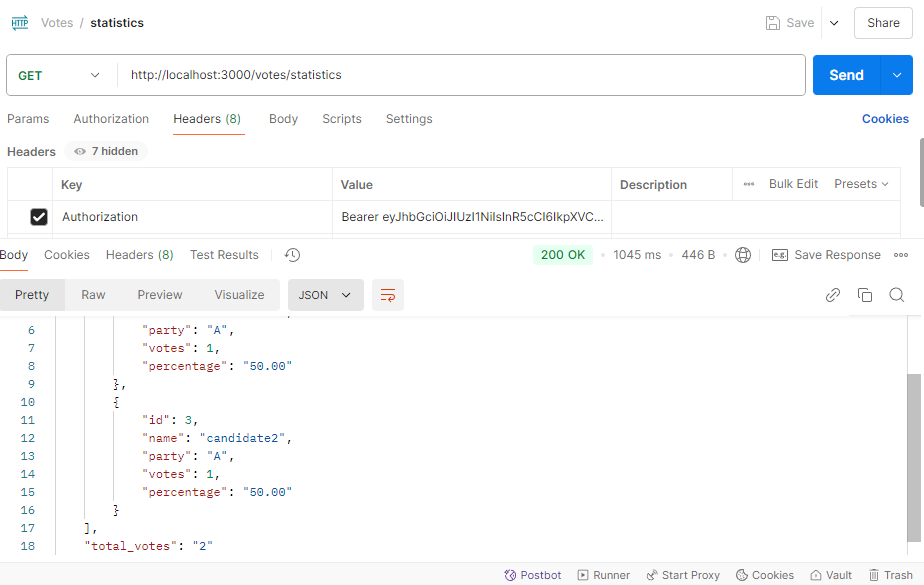 HTTP Votes / statistics Save Share
GET http://localhost:3000/votes/statistics Send
Params Authorization Headers (8) Body Scripts Settings Cookies
Headers 7 hidden
Key Value Description Bulk Edit Presets
Authorization Bearer eyJhbGciOiJIUzI1NiIsInR5cCI6IkpXVC...
Body Cookies Headers (8) Test Results 200 OK 1045 ms 446 B e.g. Save Response
Pretty Raw Preview Visualize JSON
6 "party": "A",
7 "votes": 1,
8 "percentage": "50.00"
9 },
10 {
11 "id": 3,
12 "name": "candidate2",
13 "party": "A",
14 "votes": 1,
15 "percentage": "50.00"
16 }
17 ],
18 "total_votes": "2"
Postbot Runner Start Proxy Cookies Vault Trash